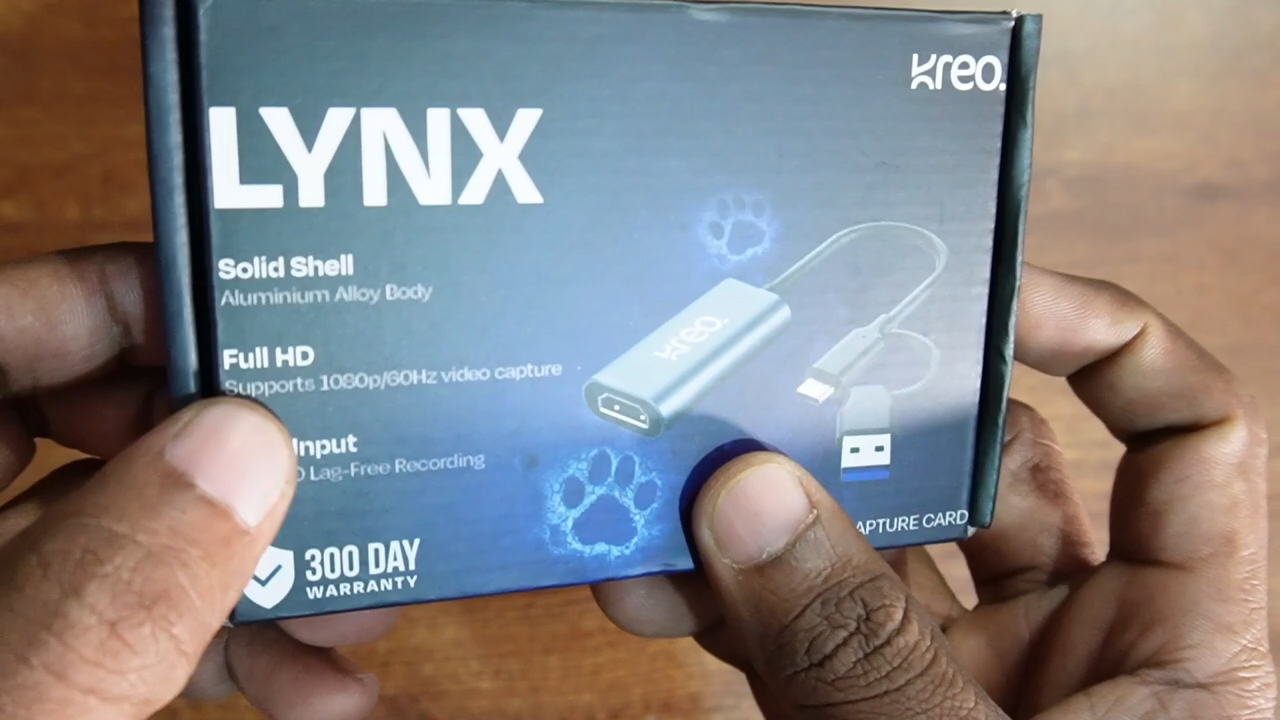 kreo.
LYNX
Solid Shell
Aluminium Alloy Body
Full HD
Supports 1080p/60Hz video capture
kreo.
Input
Lag-Free Recording
300 DAY
WARRANTY
APTURE CARD